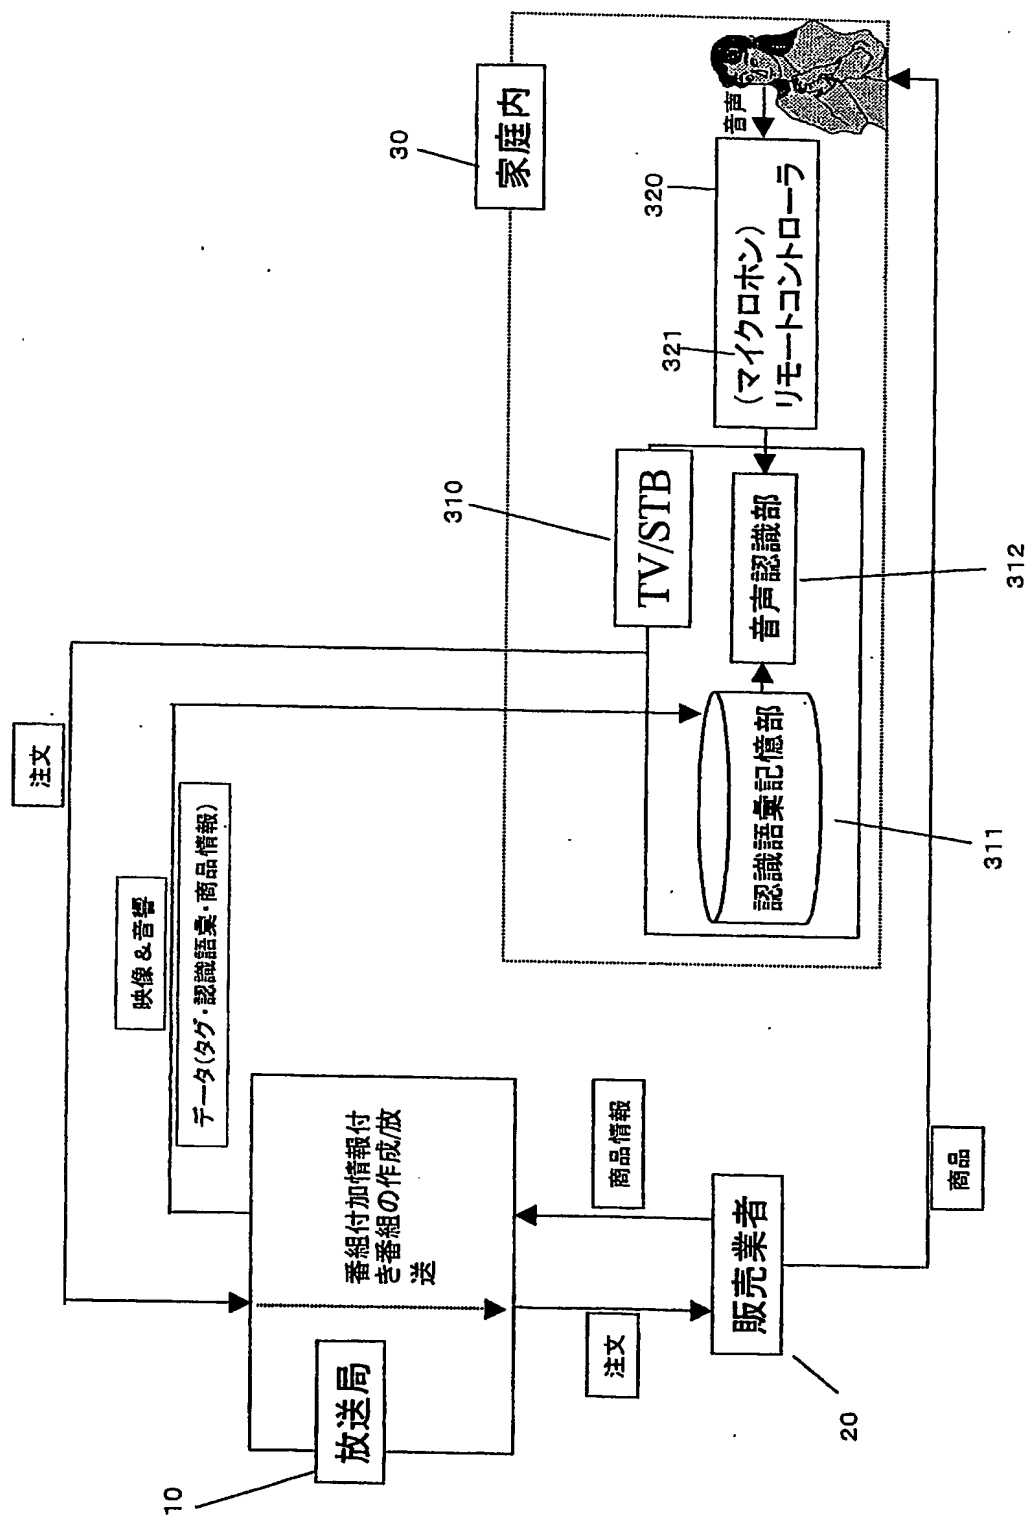 注文
映像&音響
データ(タグ・認識語彙・商品情報)
10
放送局
番組付加情報付
き番組の作成/放
送
注文
商品情報
販売業者
20
商品
30
家庭内
310
TV/STB
認識語彙記憶部
311
音声認識部
312
320
321
(マイクロホン)
リモートコントローラ
音声